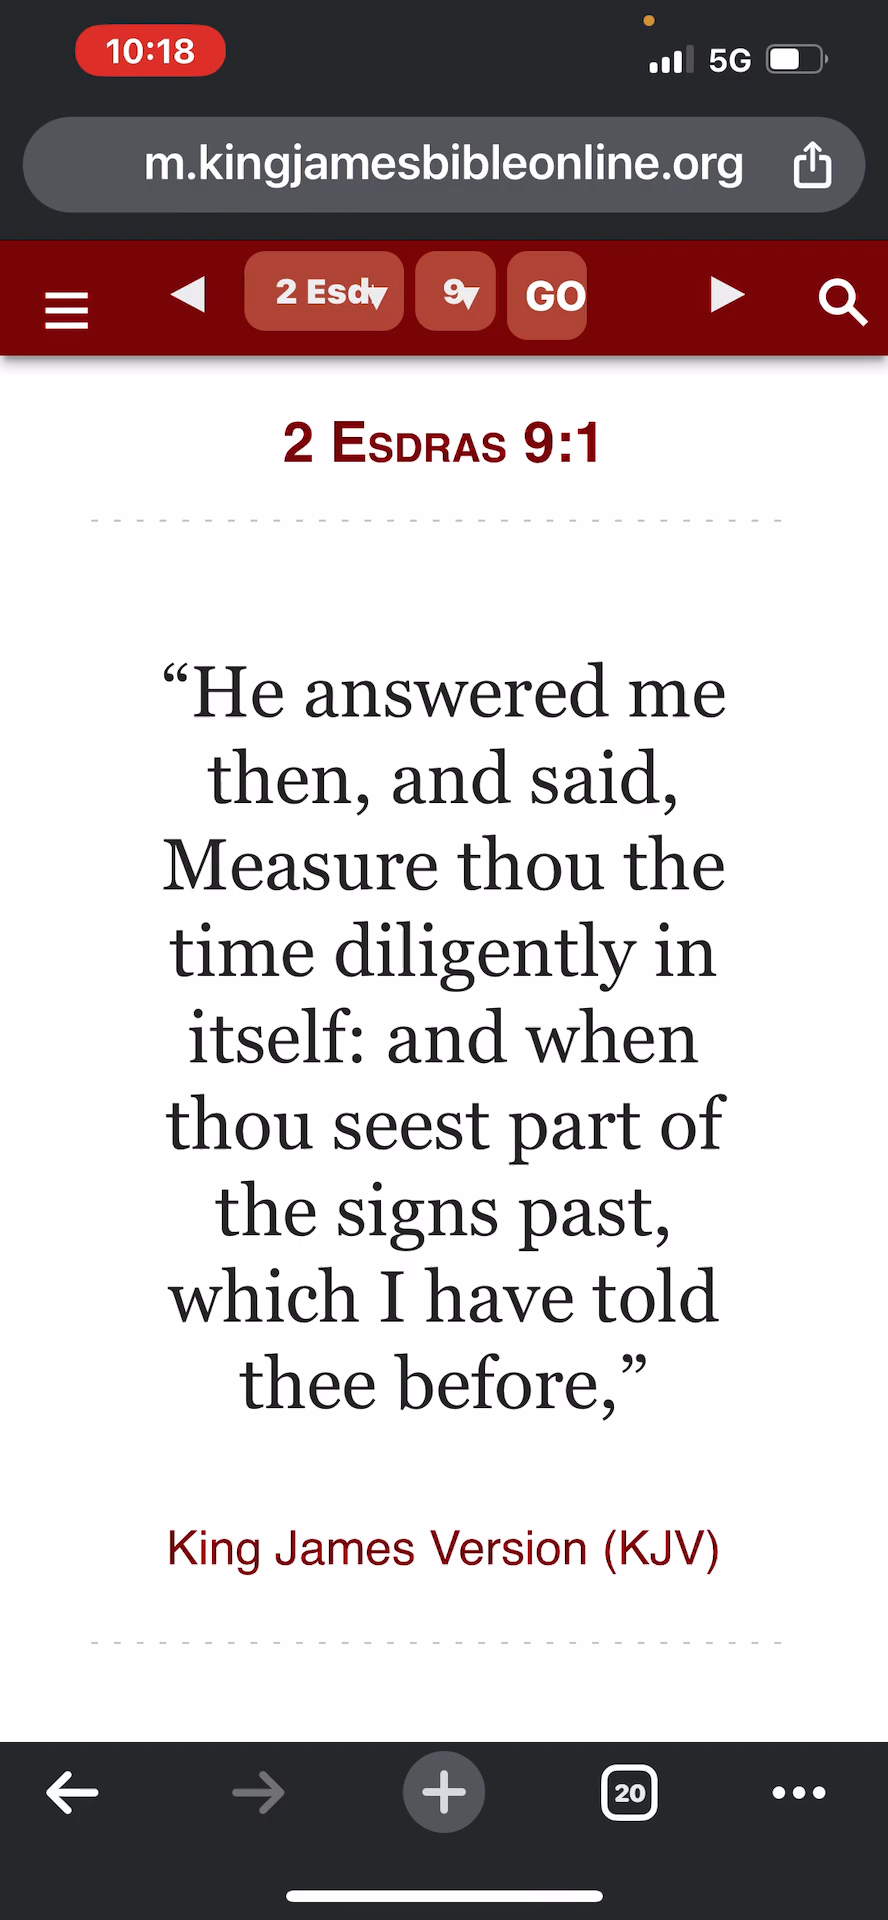 10:18
5G
m.kingjamesbibleonline.org
2 Esd 9 GO
2 Esdras 9:1
“He answered me
then, and said,
Measure thou the
time diligently in
itself: and when
thou seest part of
the signs past,
which I have told
thee before,”
King James Version (KJV)
20